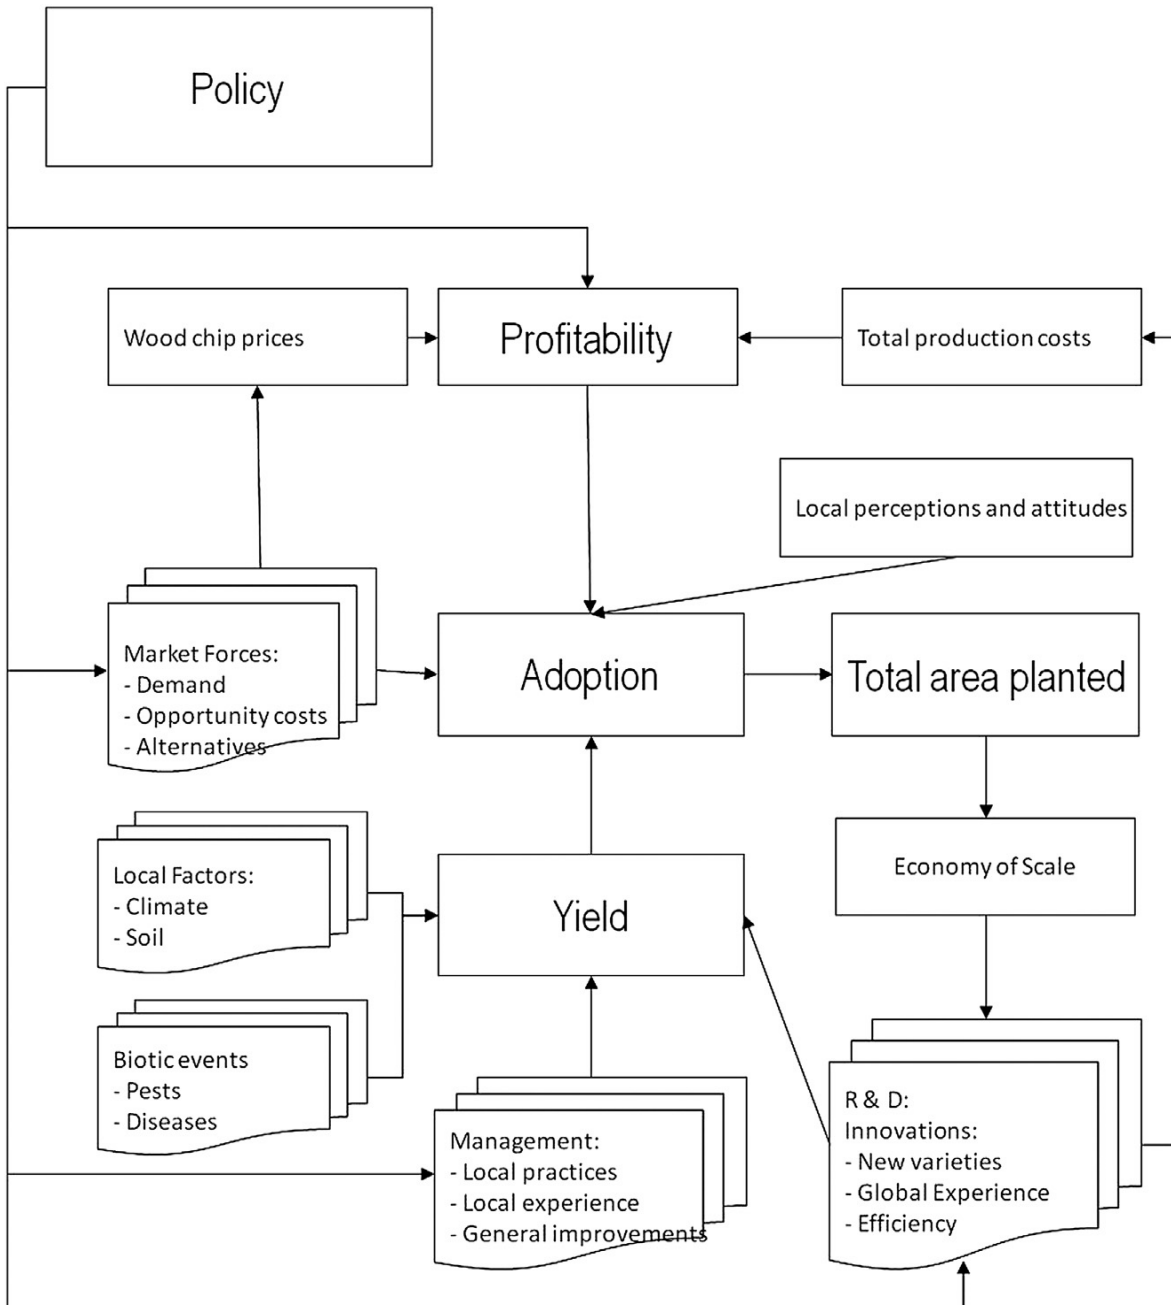 Policy
Wood chip prices
Profitability
Total production costs
Local perceptions and attitudes
Market Forces:
- Demand
- Opportunity costs
- Alternatives
Adoption
Total area planted
Local Factors:
- Climate
- Soil
Yield
Economy of Scale
Biotic events
- Pests
- Diseases
Management:
- Local practices
- Local experience
- General improvements
R & D:
Innovations:
- New varieties
- Global Experience
- Efficiency